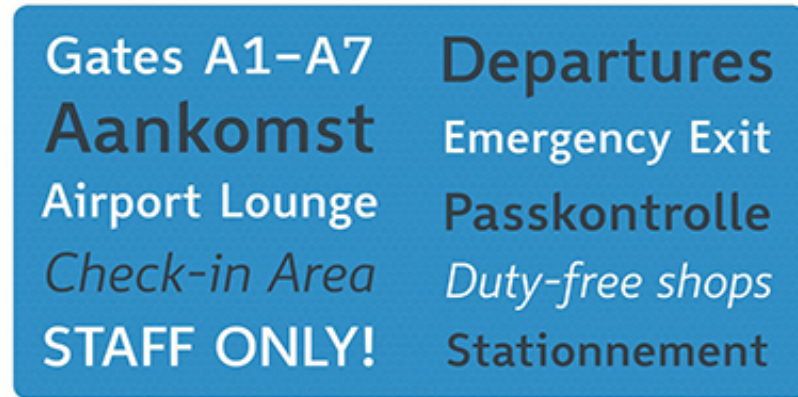 Gates A1–A7
Aankomst
Airport Lounge
Check-in Area
STAFF ONLY!
Departures
Emergency Exit
Passkontrolle
Duty-free shops
Stationnement